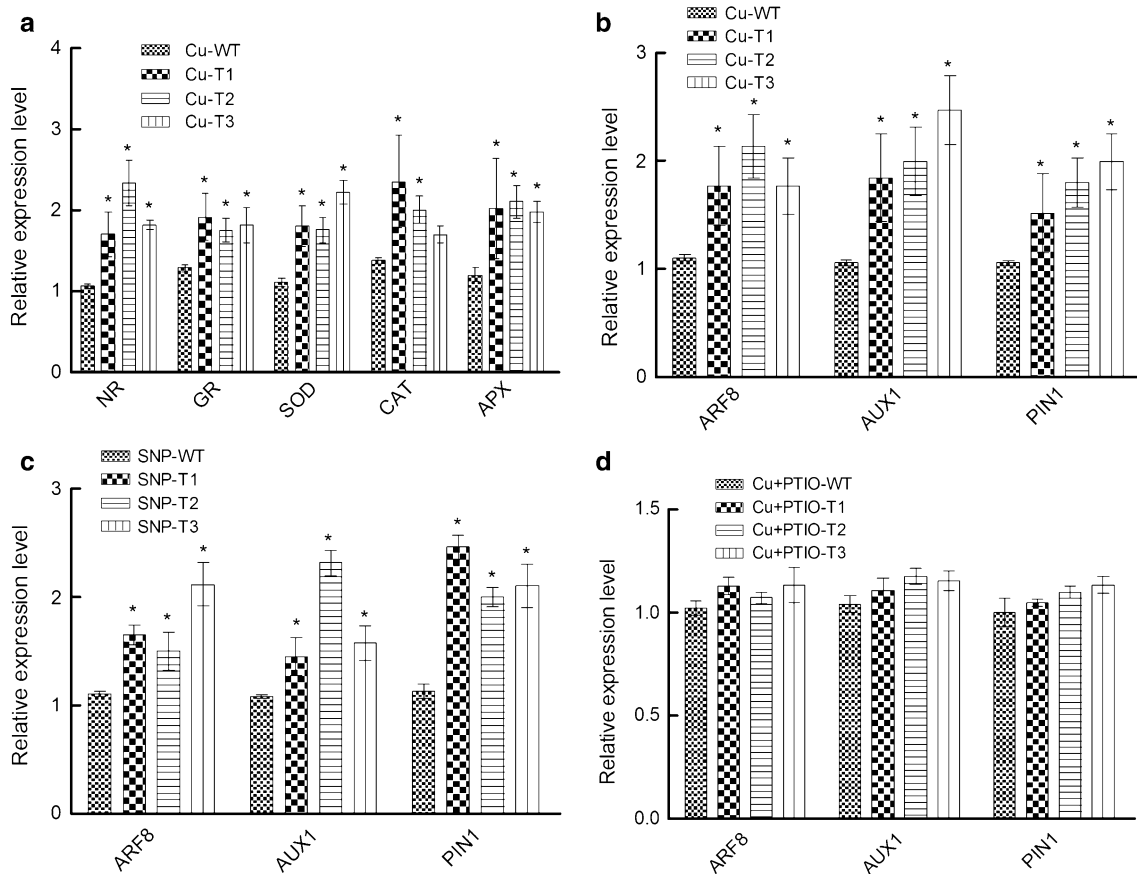 a
Cu-WT
Cu-T1
Cu-T2
Cu-T3
Relative expression level
4
3
2
1
0
* * * * * * * * * * * * * *
NR GR SOD CAT APX
b
Cu-WT
Cu-T1
Cu-T2
Cu-T3
Relative expression level
3
2
1
0
* * * * * * * * *
ARF8 AUX1 PIN1
c
SNP-WT
SNP-T1
SNP-T2
SNP-T3
Relative expression level
3
2
1
0
* * * * * * * * *
ARF8 AUX1 PIN1
d
Cu+PTIO-WT
Cu+PTIO-T1
Cu+PTIO-T2
Cu+PTIO-T3
Relative expression level
1.5
1.0
0.5
0.0
ARF8 AUX1 PIN1